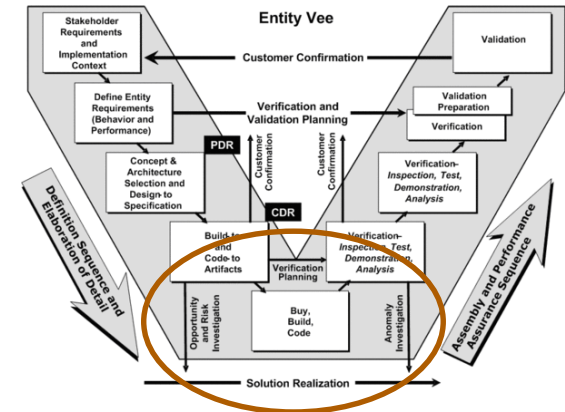 Entity Vee
Stakeholder
Requirements
and
Implementation
Context
Customer Confirmation
Validation
Define Entity
Requirements
(Behavior and
Performance)
Verification and
Validation Planning
Validation
Preparation
Verification
PDR
Concept &
Architecture
Selection and
Design-to
Specification
Customer
Confirmation
Customer
Confirmation
Verification-
Inspection, Test,
Demonstration,
Analysis
CDR
Build-to
and
Code-to
Artifacts
Verification
Planning
Verification-
Inspection, Test,
Demonstration,
Analysis
Definition Sequence and
Elaboration of Detail
Opportunity
and Risk
Investigation
Buy,
Build,
Code
Anomaly
Investigation
Assembly and Performance
Assurance Sequence
Solution Realization